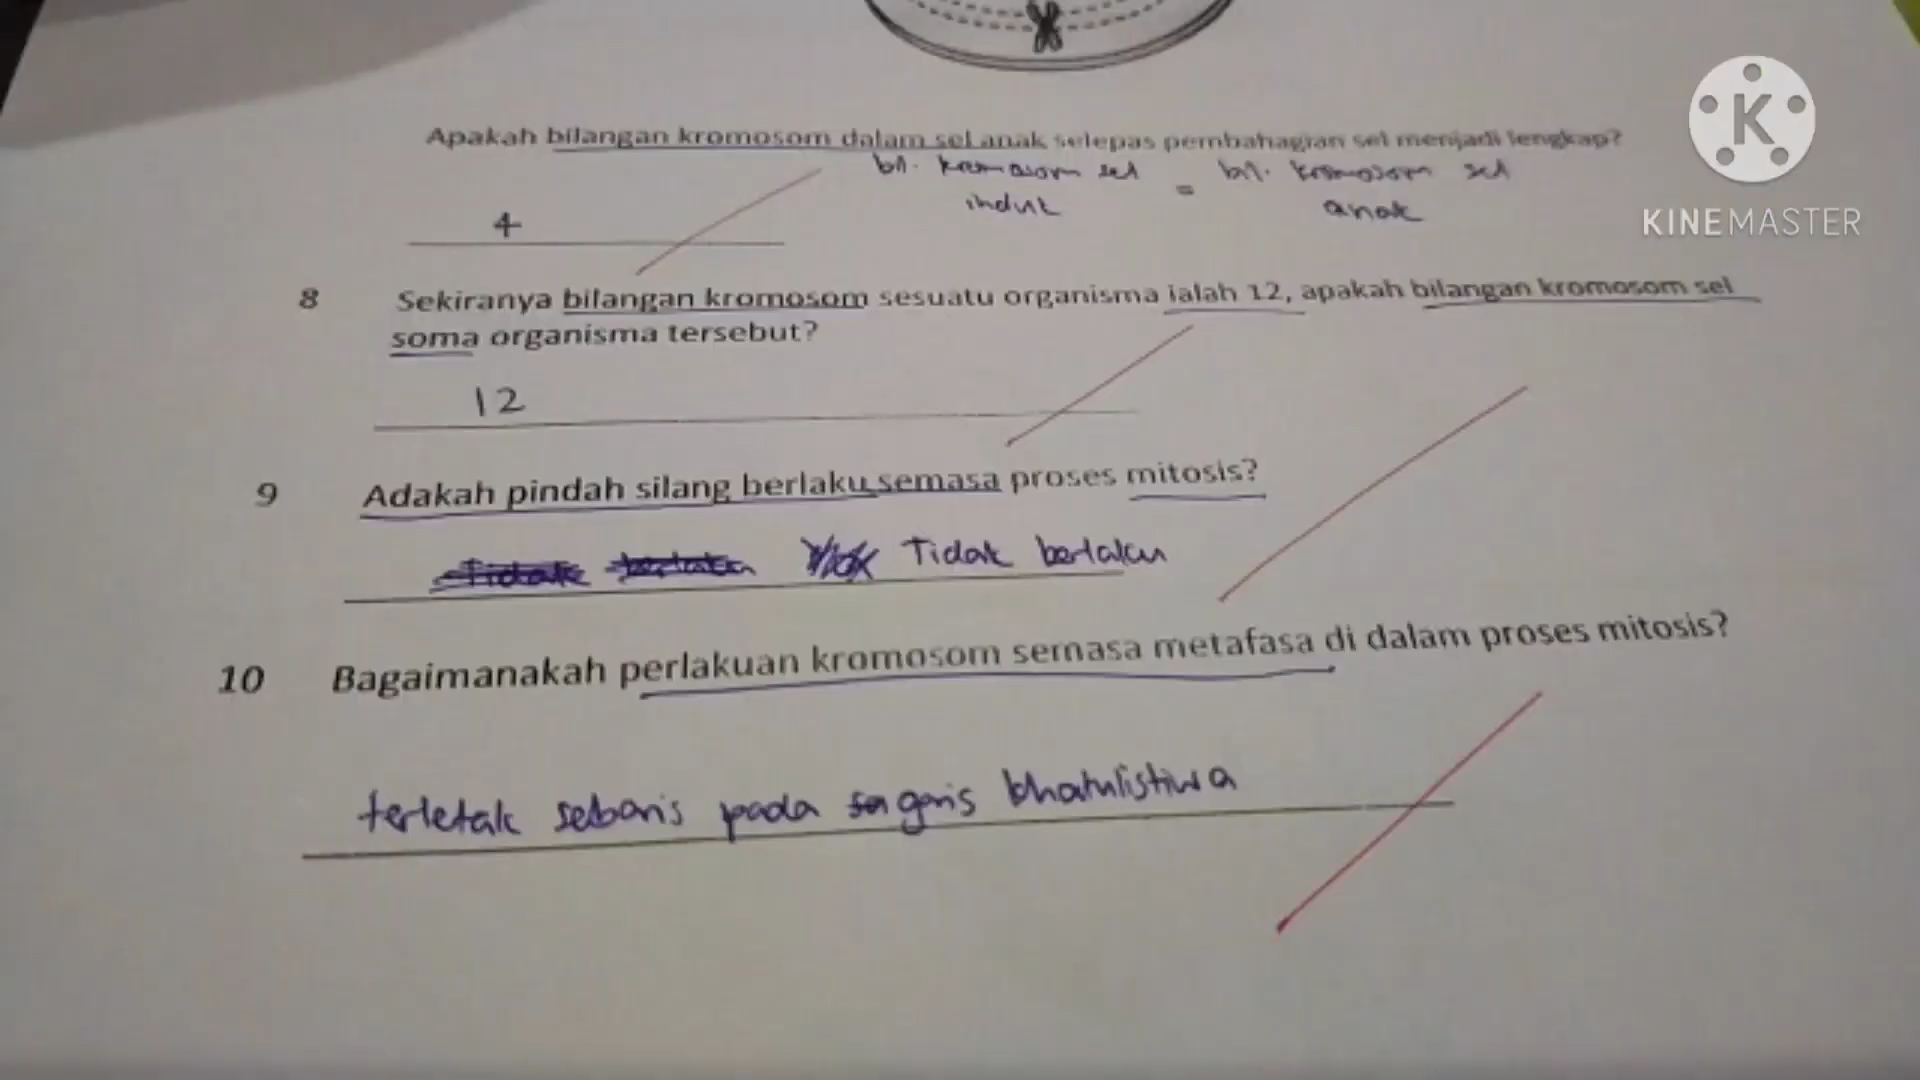 Apakah bilangan kromosom dalam sel anak selepas pembahagian sel menjadi lengkap?
bil. kromosom sel = bil. kromosom sel
induk anak
4
8 Sekiranya bilangan kromosom sesuatu organisma ialah 12, apakah bilangan kromosom sel
soma organisma tersebut?
12
9 Adakah pindah silang berlaku semasa proses mitosis?
Tidak berlaku
10 Bagaimanakah perlakuan kromosom semasa metafasa di dalam proses mitosis?
terletak sebaris pada garis khatulistiwa
K
KINEMASTER